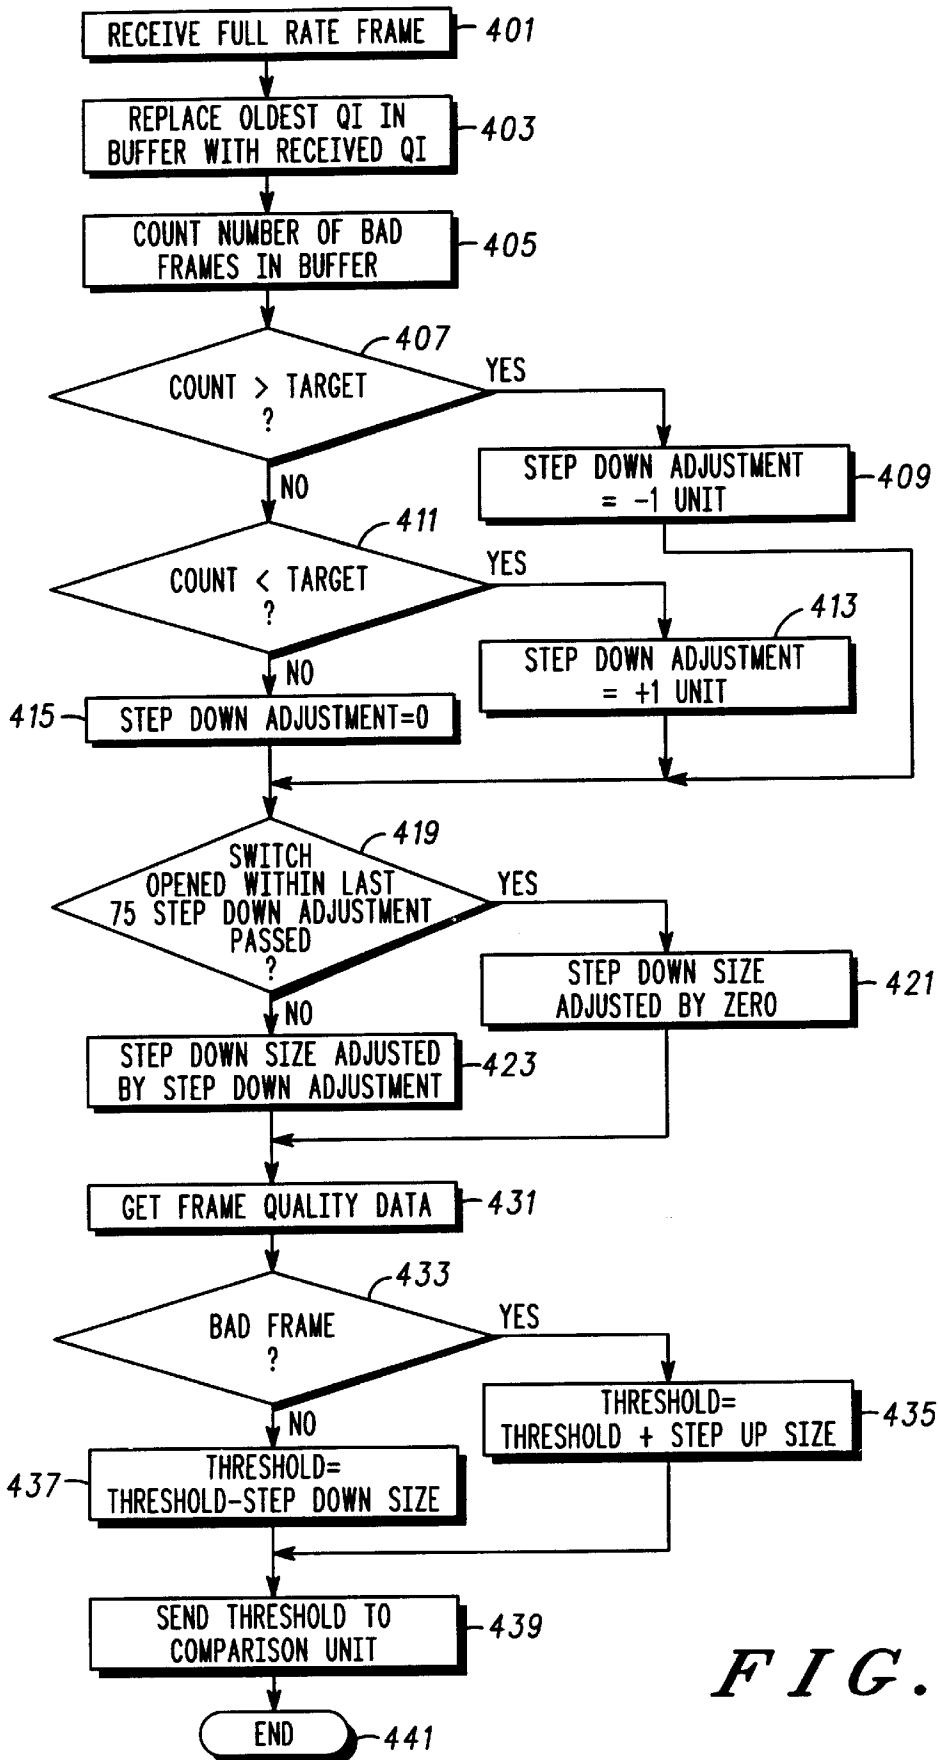 RECEIVE FULL RATE FRAME
401
REPLACE OLDEST QI IN
BUFFER WITH RECEIVED QI
403
COUNT NUMBER OF BAD
FRAMES IN BUFFER
405
407
COUNT > TARGET
?
YES
NO
STEP DOWN ADJUSTMENT
= -1 UNIT
409
411
COUNT < TARGET
?
YES
NO
413
STEP DOWN ADJUSTMENT
= +1 UNIT
415
STEP DOWN ADJUSTMENT=0
419
SWITCH
OPENED WITHIN LAST
75 STEP DOWN ADJUSTMENT
PASSED
?
YES
NO
STEP DOWN SIZE
ADJUSTED BY ZERO
421
STEP DOWN SIZE ADJUSTED
BY STEP DOWN ADJUSTMENT
423
GET FRAME QUALITY DATA
431
433
BAD FRAME
?
YES
NO
THRESHOLD=
THRESHOLD + STEP UP SIZE
435
437
THRESHOLD=
THRESHOLD-STEP DOWN SIZE
SEND THRESHOLD TO
COMPARISON UNIT
439
FIG.
END
441